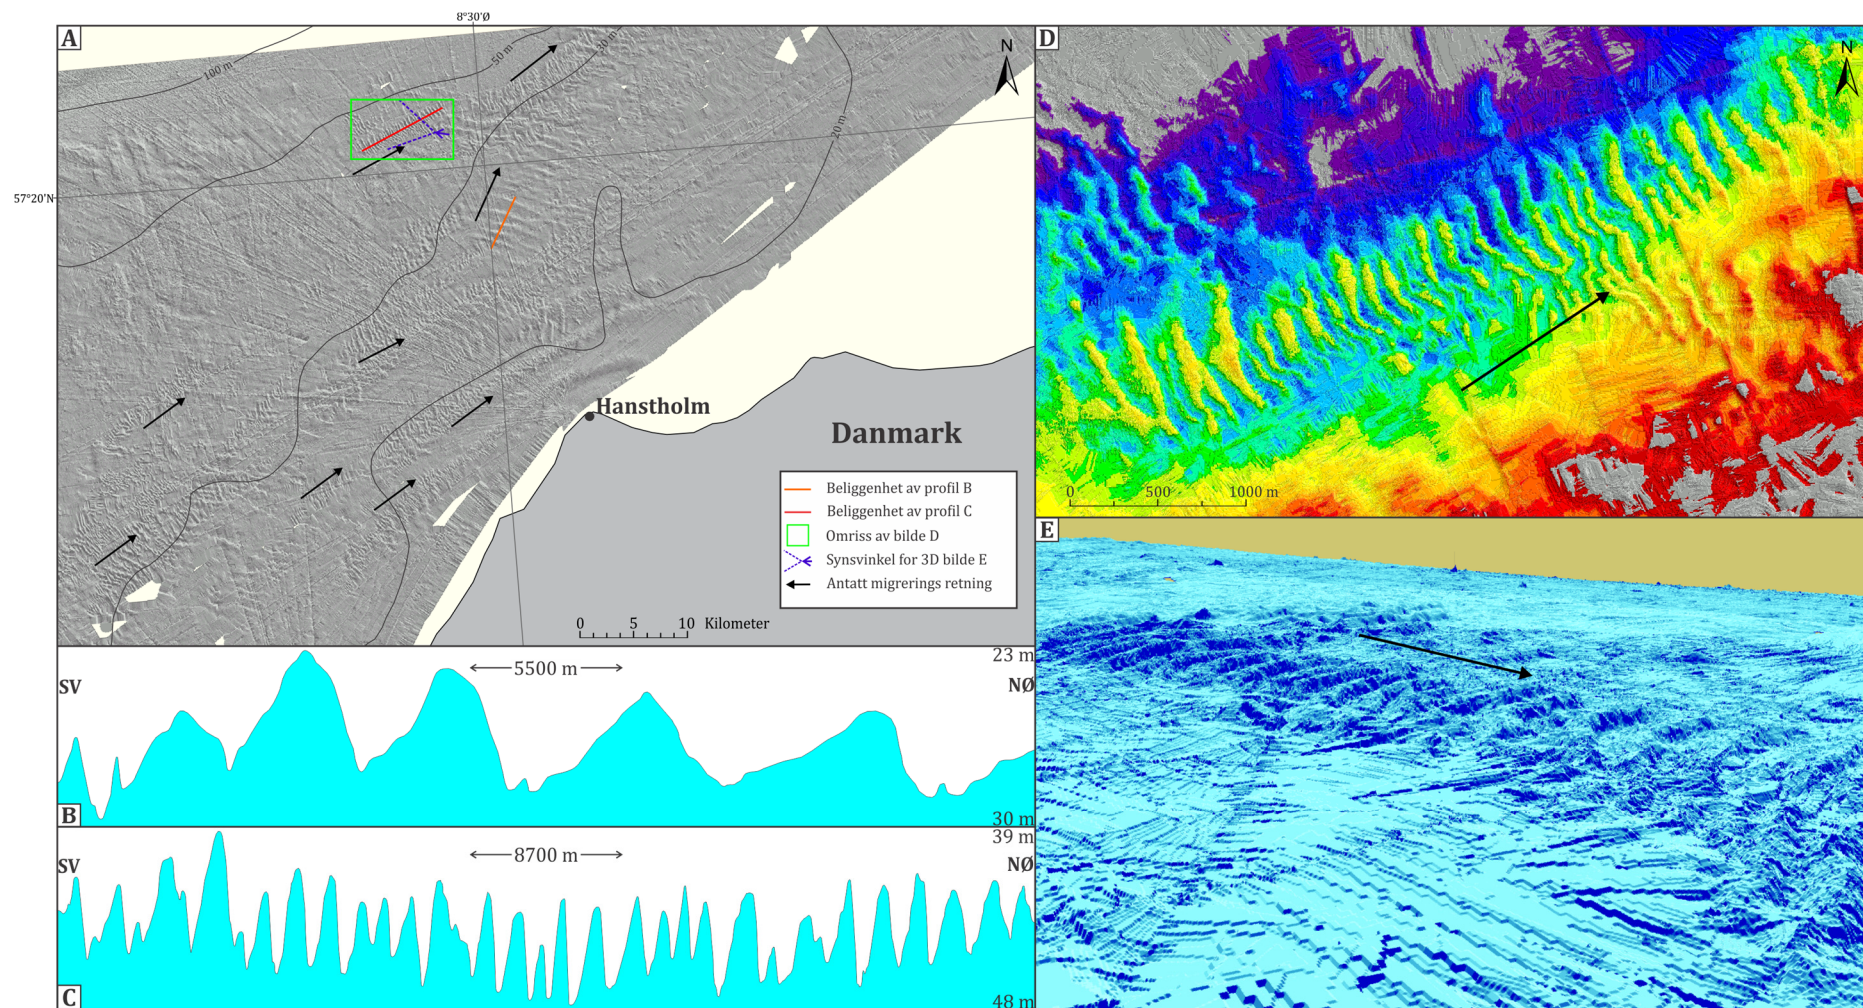 8°30'Ø
A
100 m
50 m
30 m
N
20 m
57°20'N
Hanstholm
Danmark
Beliggenhet av profil B
Beliggenhet av profil C
Omriss av bilde D
Synsvinkel for 3D bilde E
Antatt migrerings retning
0 5 10 Kilometer
SV
5500 m
23 m
NØ
B
30 m
SV
8700 m
39 m
NØ
C
48 m
D
N
0 500 1000 m
E